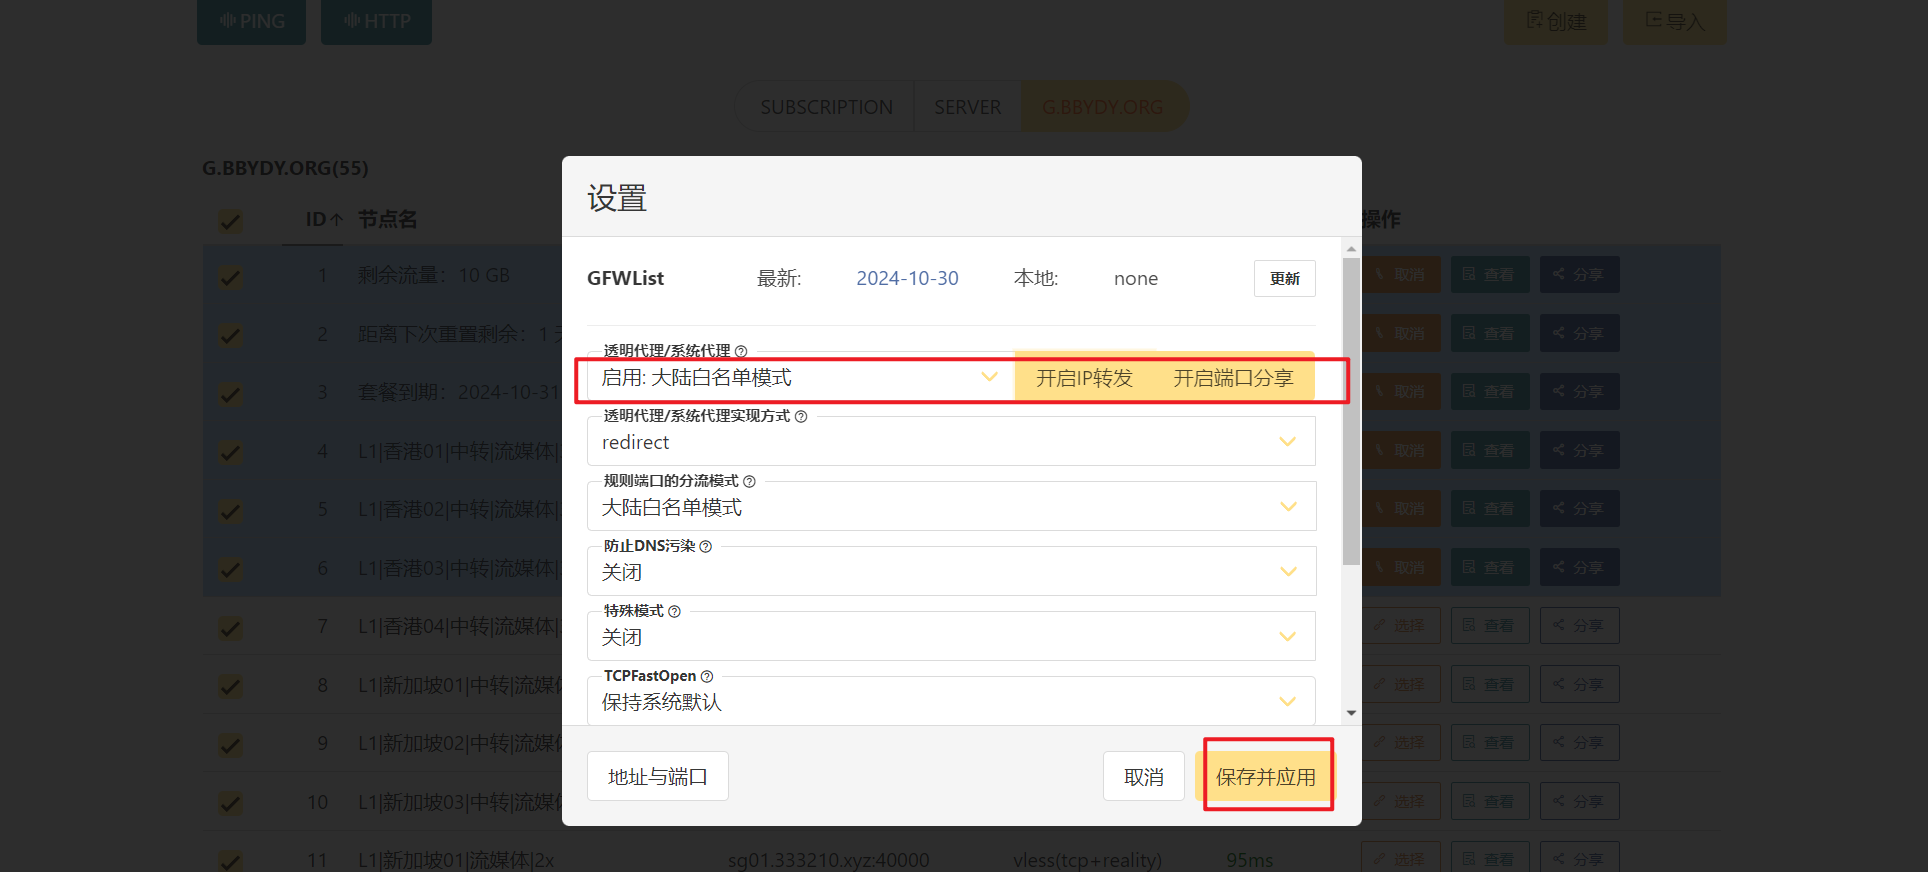 PING HTTP 创建 导入
SUBSCRIPTION SERVER G.BBYDY.ORG
G.BBYDY.ORG(55)
ID 节点名 操作
1 剩余流量：10 GB 取消 查看 分享
2 距离下次重置剩余：1 取消 查看 分享
3 套餐到期：2024-10-31 取消 查看 分享
4 L1|香港01|中转|流媒体| 取消 查看 分享
5 L1|香港02|中转|流媒体| 取消 查看 分享
6 L1|香港03|中转|流媒体| 取消 查看 分享
7 L1|香港04|中转|流媒体| 选择 查看 分享
8 L1|新加坡01|中转|流媒体 选择 查看 分享
9 L1|新加坡02|中转|流媒体 选择 查看 分享
10 L1|新加坡03|中转|流媒体 选择 查看 分享
11 L1|新加坡01|流媒体|2x sg01.333210.xyz:40000 vless(tcp+reality) 95ms 选择 查看 分享
设置
GFWList 最新: 2024-10-30 本地: none 更新
透明代理/系统代理
启用: 大陆白名单模式 开启IP转发 开启端口分享
透明代理/系统代理实现方式
redirect
规则端口的分流模式
大陆白名单模式
防止DNS污染
关闭
特殊模式
关闭
TCPFastOpen
保持系统默认
地址与端口 取消 保存并应用